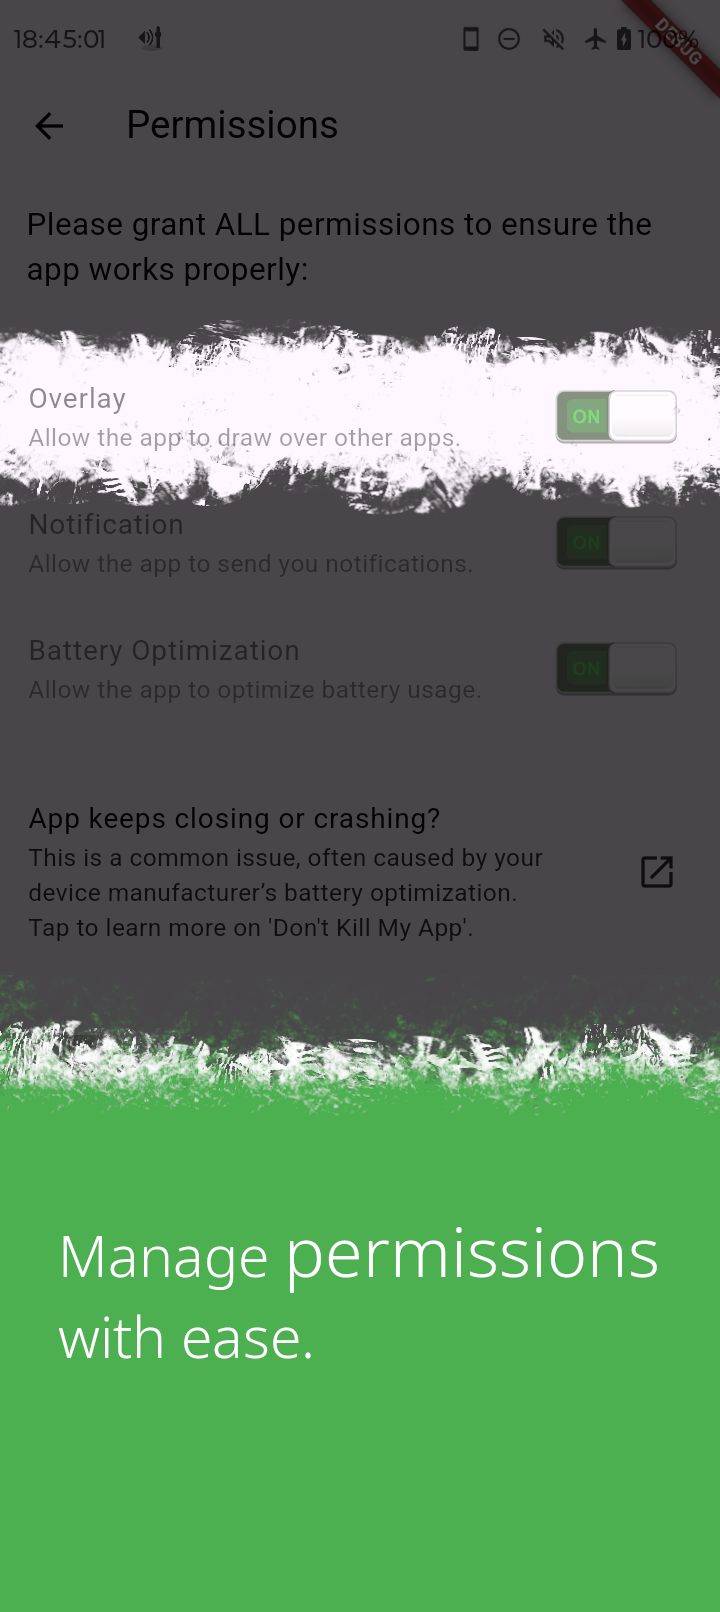 18:45:01
100%
DEBUG
Permissions
Please grant ALL permissions to ensure the
app works properly:
Overlay
ON
Allow the app to draw over other apps.
Notification
ON
Allow the app to send you notifications.
Battery Optimization
ON
Allow the app to optimize battery usage.
App keeps closing or crashing?
This is a common issue, often caused by your
device manufacturer’s battery optimization.
Tap to learn more on 'Don't Kill My App'.
Manage permissions
with ease.